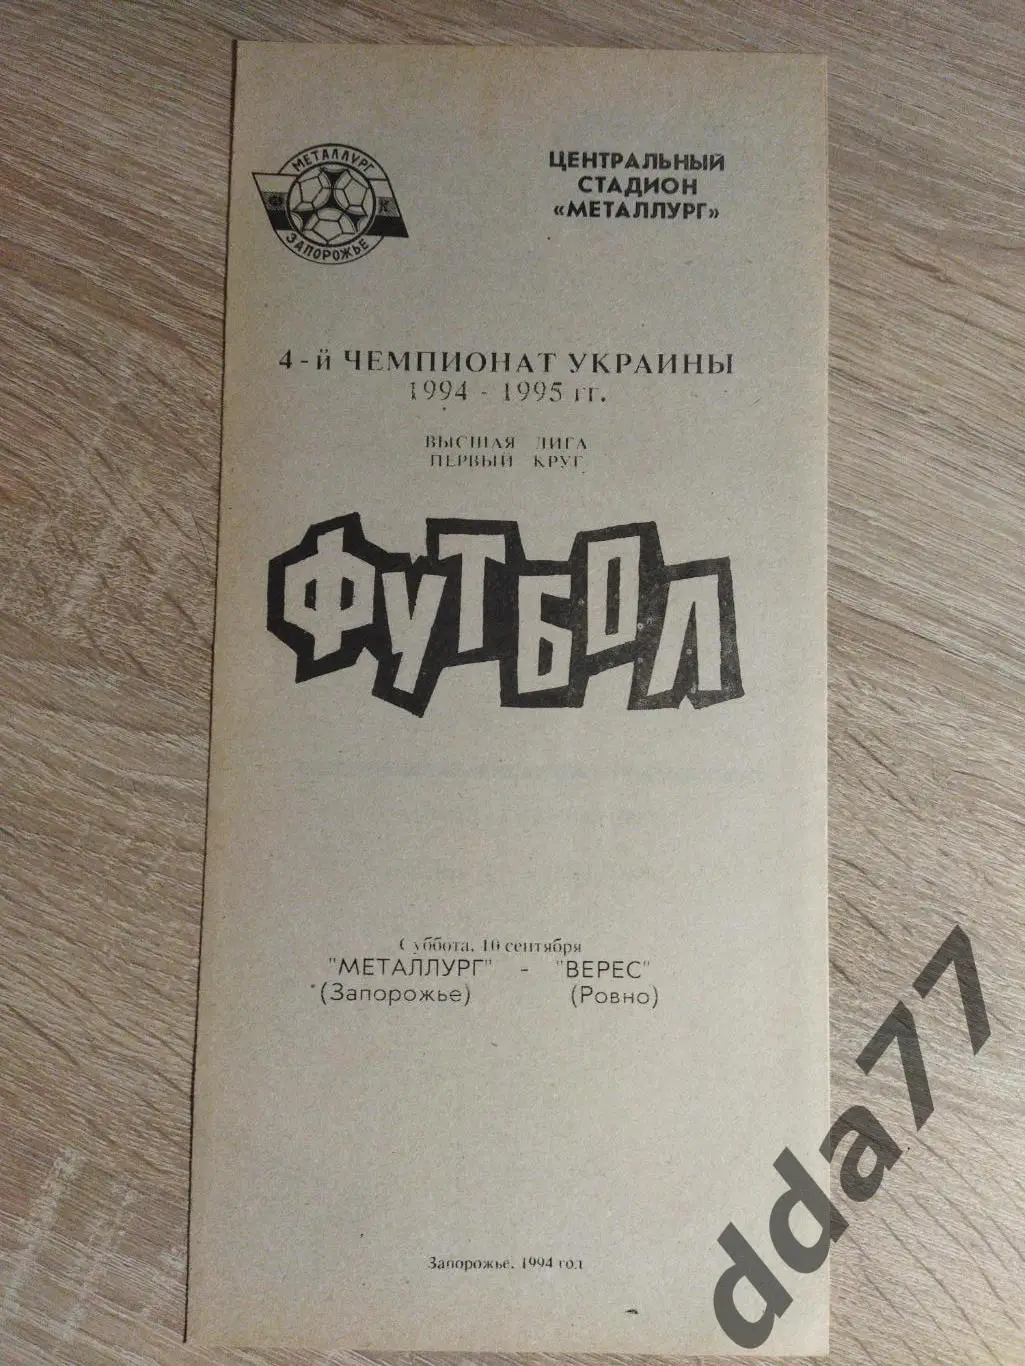 МЕТАЛЛУРГ
ФК
ЗАПОРОЖЬЕ
ЦЕНТРАЛЬНЫЙ
СТАДИОН
«МЕТАЛЛУРГ»
4-й ЧЕМПИОНАТ УКРАИНЫ
1994 - 1995 гг.
ВЫСШАЯ ЛИГА
ПЕРВЫЙ КРУГ
ФУТБОЛ
Суббота, 10 сентября
"МЕТАЛЛУРГ" - "ВЕРЕС"
(Запорожье) (Ровно)
Запорожье, 1994 год
dda77